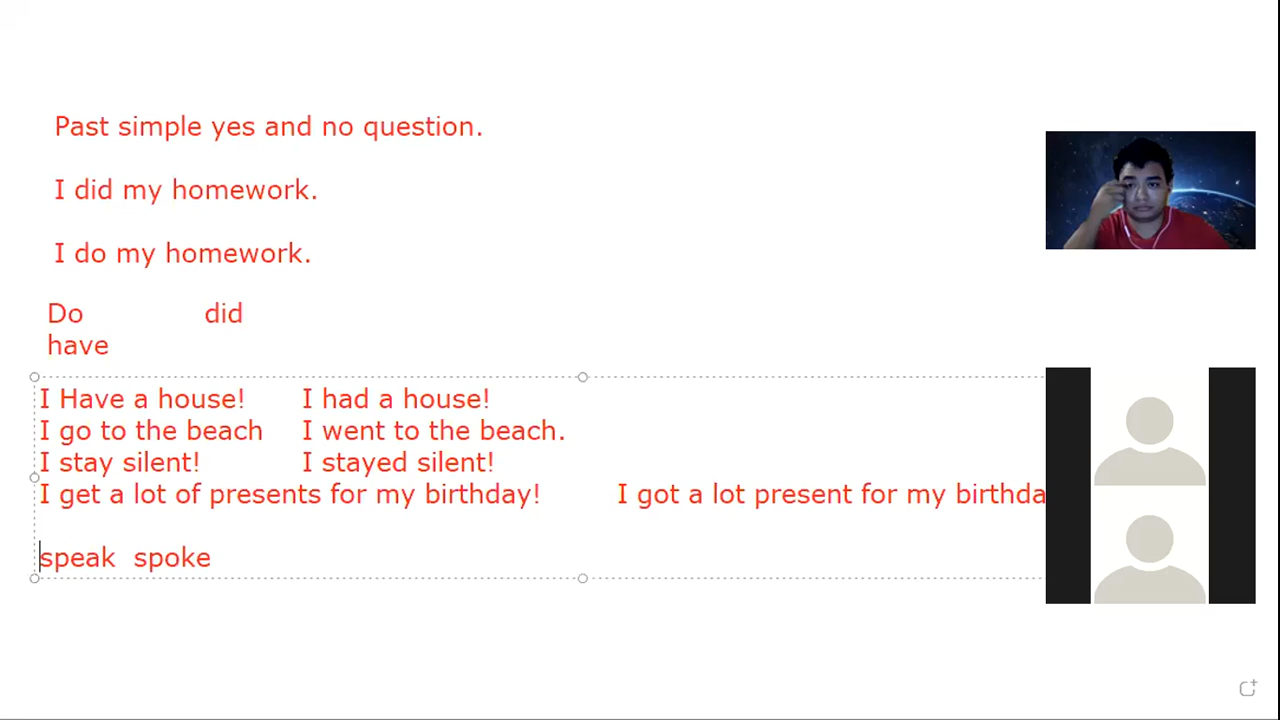 Past simple yes and no question.
I did my homework.
I do my homework.
Do did
have
I Have a house! I had a house!
I go to the beach I went to the beach.
I stay silent! I stayed silent!
I get a lot of presents for my birthday! I got a lot present for my birthda
speak spoke